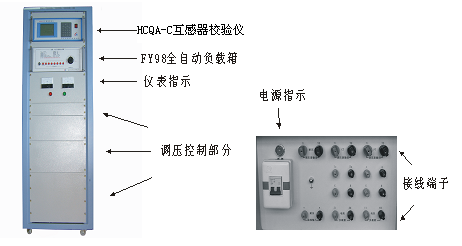 HCQA-C互感器校验仪
FY98全自动负载箱
仪表指示
调压控制部分
电源指示
接线端子